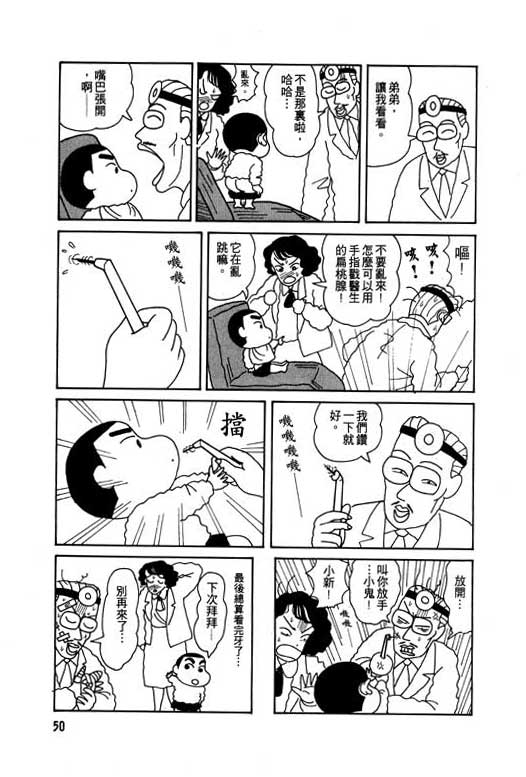 弟弟，
讓我看看。
不是那裏啦，
哈哈…
亂來。
嘴巴張開
，啊——
嘔！
咳！
咳！
不要亂來！
怎麼可以用
手指戳醫生
的扁桃腺！
它在亂
跳嘛。
嘰嘰嘰——
我們鑽
一下就
好。
嘰嘰嘰嘰——
擋
放開…
叫你放手
…小鬼！
小新！
嘰嘰
最後總算看完牙了…
下次拜拜——
別再來了…
50